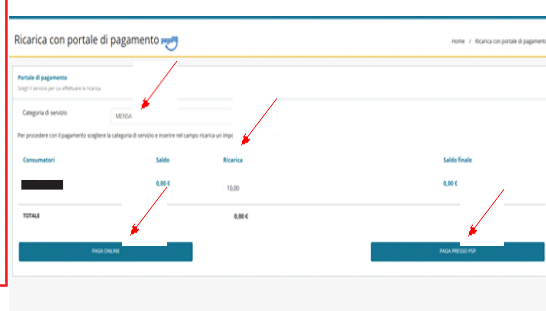 Ricarica con portale di pagamento pagoPA
Home / Ricarica con portale di pagamento
Portale di pagamento
Scegli il servizio per cui effettuare la ricarica
Categoria di servizio
MENSA
Per procedere con il pagamento scegliere la categoria di servizio e inserire nel campo ricarica un impo
Consumatori Saldo Ricarica Saldo finale
0,00 € 10,00 0,00 €
TOTALE 0,00 €
PAGA ONLINE PAGA PRESSO PSP